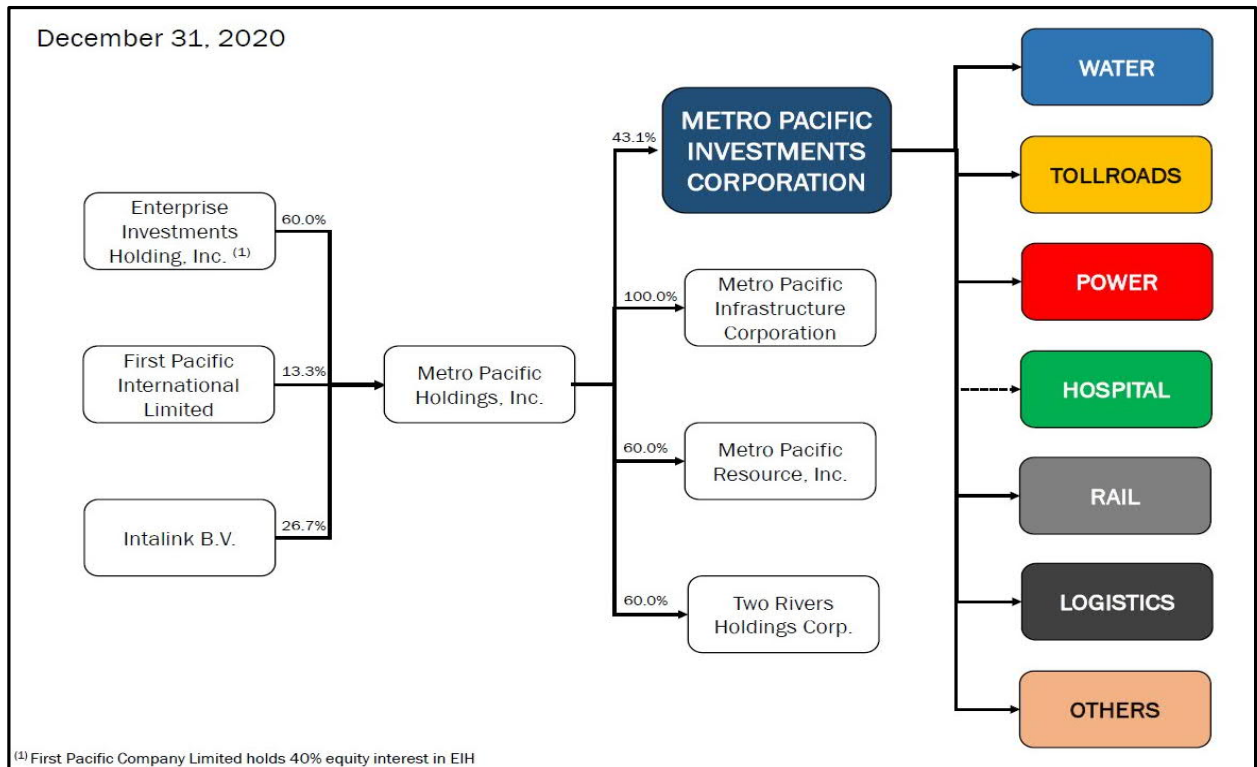 December 31, 2020
Enterprise
Investments
Holding, Inc. (1)
60.0%
First Pacific
International
Limited
13.3%
Intalink B.V.
26.7%
Metro Pacific
Holdings, Inc.
43.1%
METRO PACIFIC
INVESTMENTS
CORPORATION
100.0%
Metro Pacific
Infrastructure
Corporation
60.0%
Metro Pacific
Resource, Inc.
60.0%
Two Rivers
Holdings Corp.
WATER
TOLLROADS
POWER
HOSPITAL
RAIL
LOGISTICS
OTHERS
(1) First Pacific Company Limited holds 40% equity interest in EIH